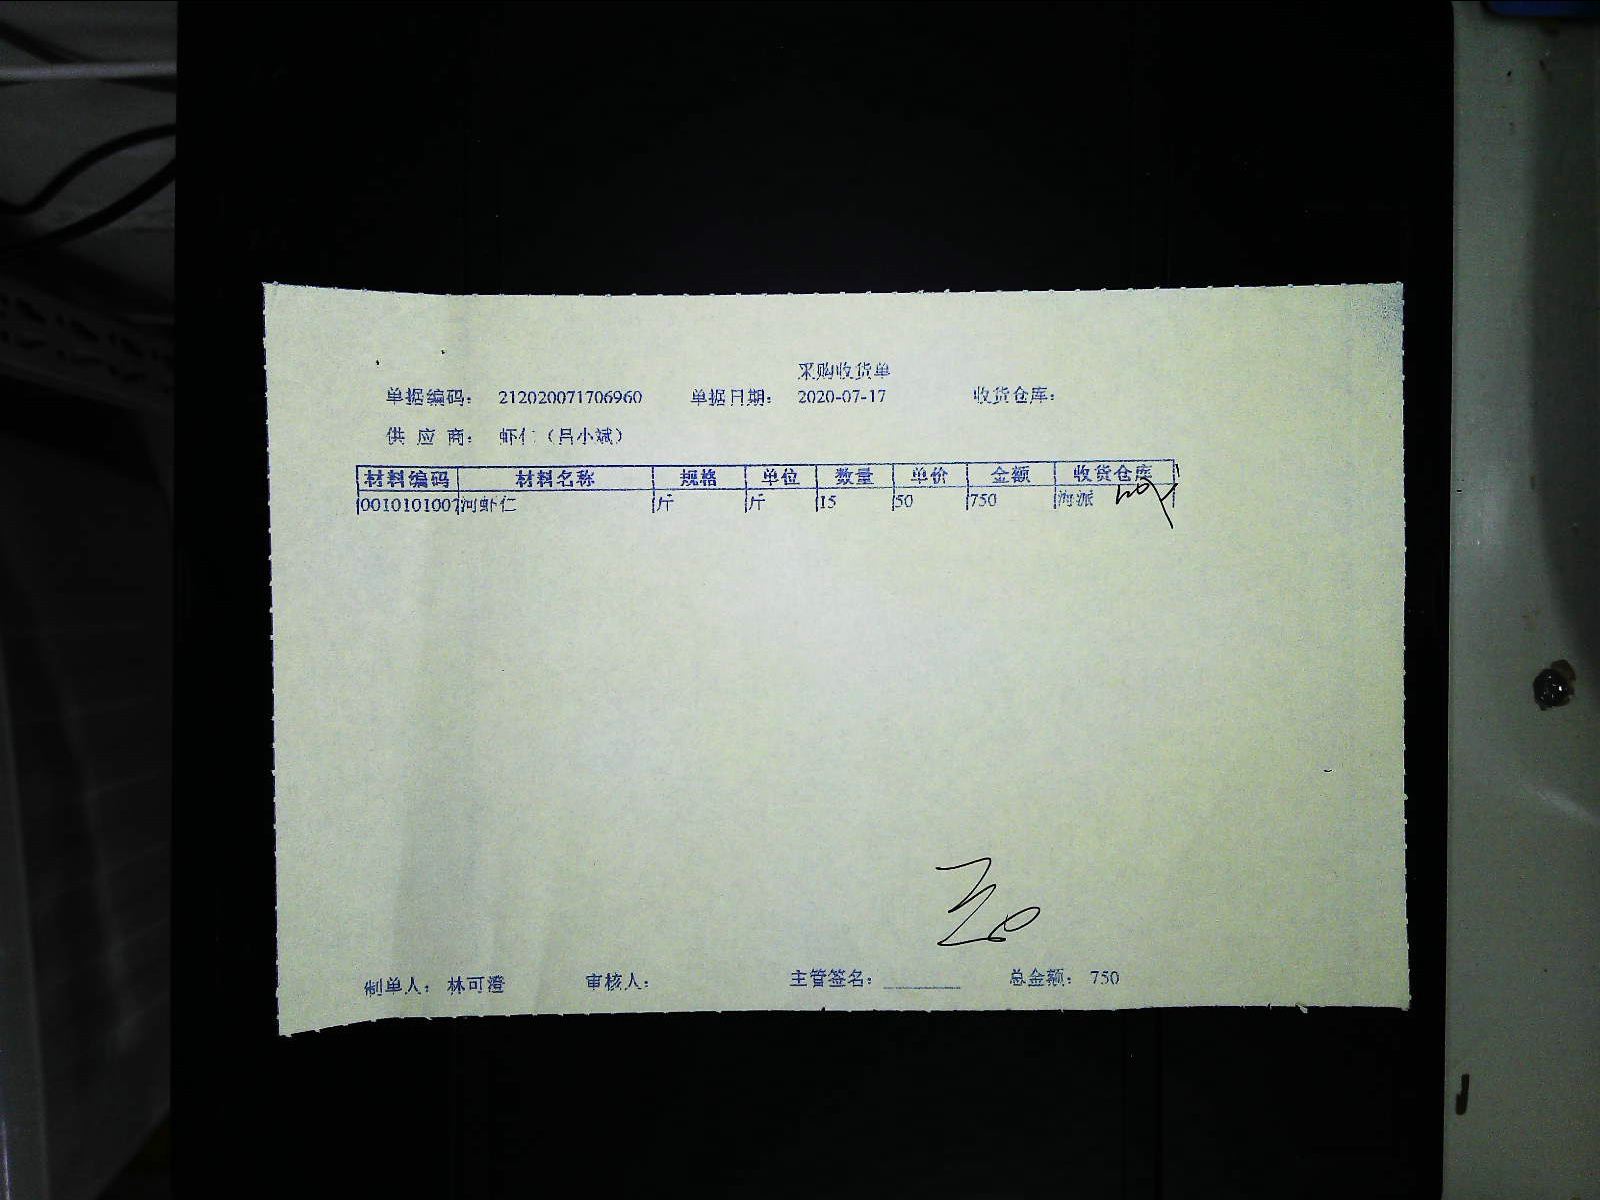 采购收货单
单据编码: 212020071706960 单据日期: 2020-07-17 收货仓库:
供应商: 虾仁(吕小斌)
材料编码 材料名称 规格 单位 数量 单价 金额 收货仓库
0010101007 河虾仁 斤 斤 15 50 750 海派
制单人: 林可澄 审核人: 主管签名: ______ 总金额: 750